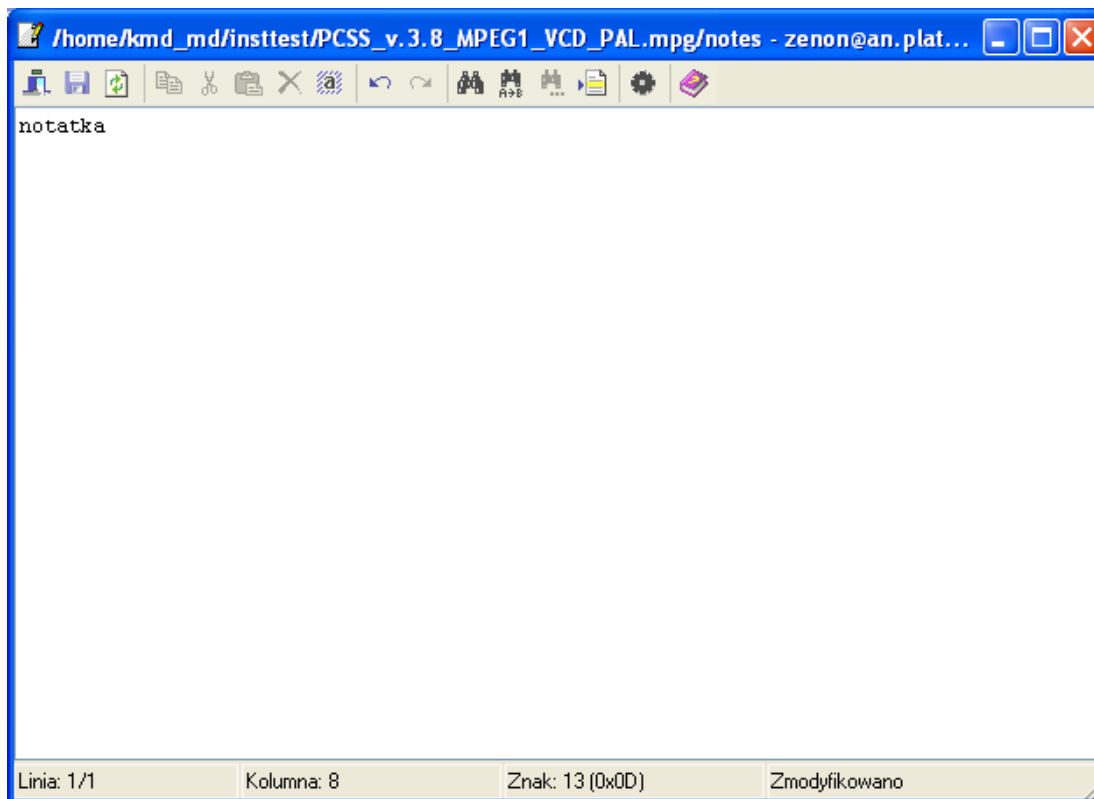 /home/kmd_md/insttest/PCSS_v.3.8_MPEG1_VCD_PAL.mpg/notes - zenon@an.plat...
notatka
Linia: 1/1 Kolumna: 8 Znak: 13 (0x0D) Zmodyfikowano